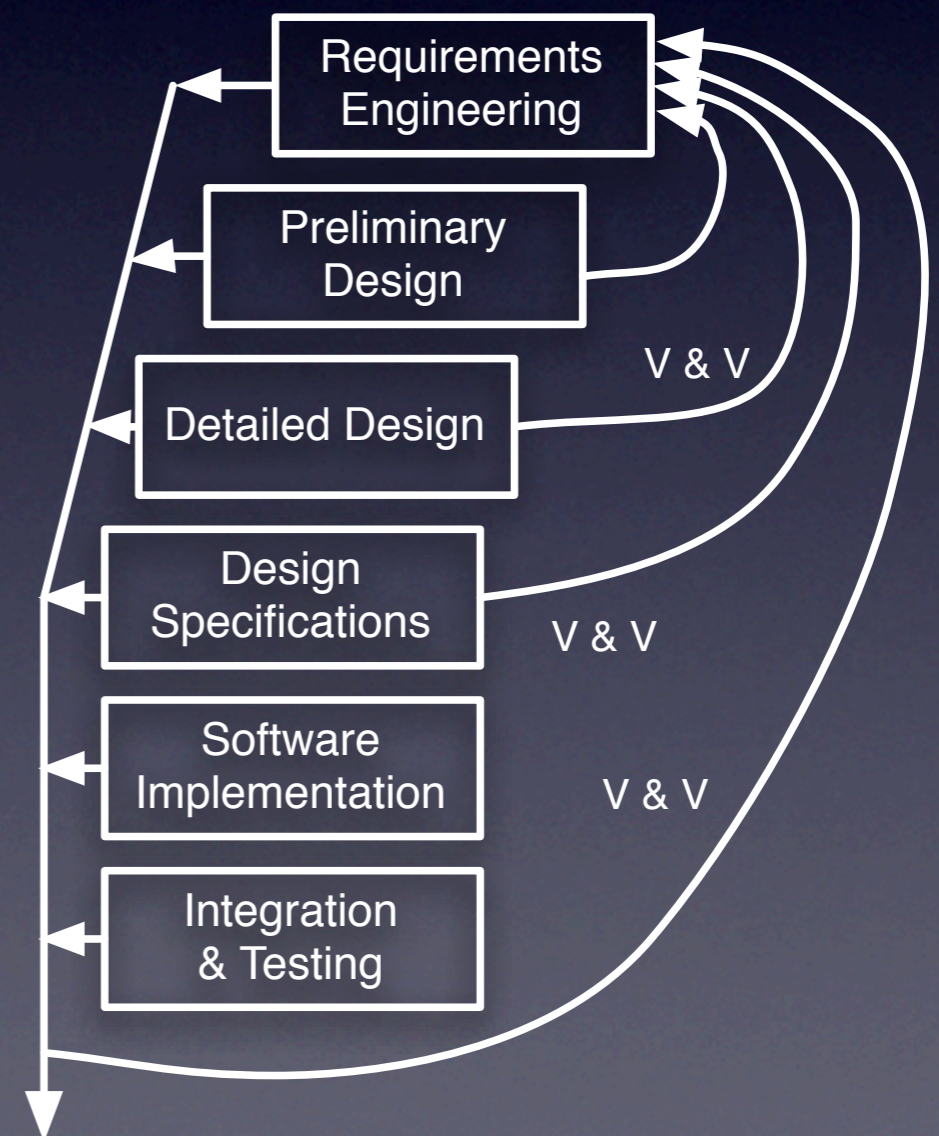 Requirements
Engineering
Preliminary
Design
V & V
Detailed Design
Design
Specifications
V & V
Software
Implementation
V & V
Integration
& Testing